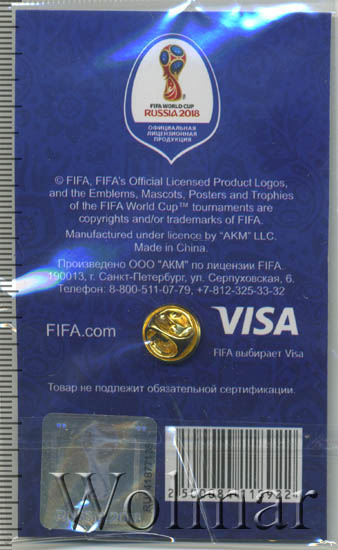 FIFA WORLD CUP
RUSSIA 2018
ОФИЦИАЛЬНАЯ
ЛИЦЕНЗИОННАЯ
ПРОДУКЦИЯ
© FIFA, FIFA's Official Licensed Product Logos,
and the Emblems, Mascots, Posters and Trophies
of the FIFA World Cup™ tournaments are
copyrights and/or trademarks of FIFA.
Manufactured under licence by "AKM" LLC.
Made in China.
Произведено ООО "АКМ" по лицензии FIFA
190013, г. Санкт-Петербург, ул. Серпуховская, 6.
Телефон: 8-800-511-07-79, +7-812-325-33-32
FIFA.com
VISA
FIFA выбирает Visa
Товар не подлежит обязательной сертификации.
Wolmar